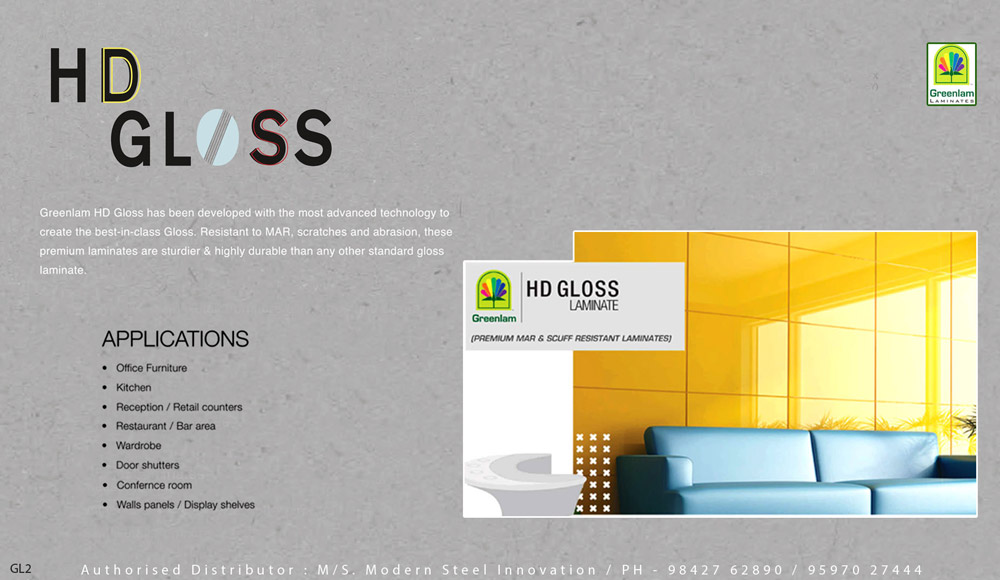 HD
GLOSS
Greenlam
LAMINATES
Greenlam HD Gloss has been developed with the most advanced technology to
create the best-in-class Gloss. Resistant to MAR, scratches and abrasion, these
premium laminates are sturdier & highly durable than any other standard gloss
laminate.
APPLICATIONS
• Office Furniture
• Kitchen
• Reception / Retail counters
• Restaurant / Bar area
• Wardrobe
• Door shutters
• Confernce room
• Walls panels / Display shelves
Greenlam
HD GLOSS
LAMINATE
(PREMIUM MAR & SCUFF RESISTANT LAMINATES)
GL2
Authorised Distributor : M/S. Modern Steel Innovation / PH - 98427 62890 / 95970 27444